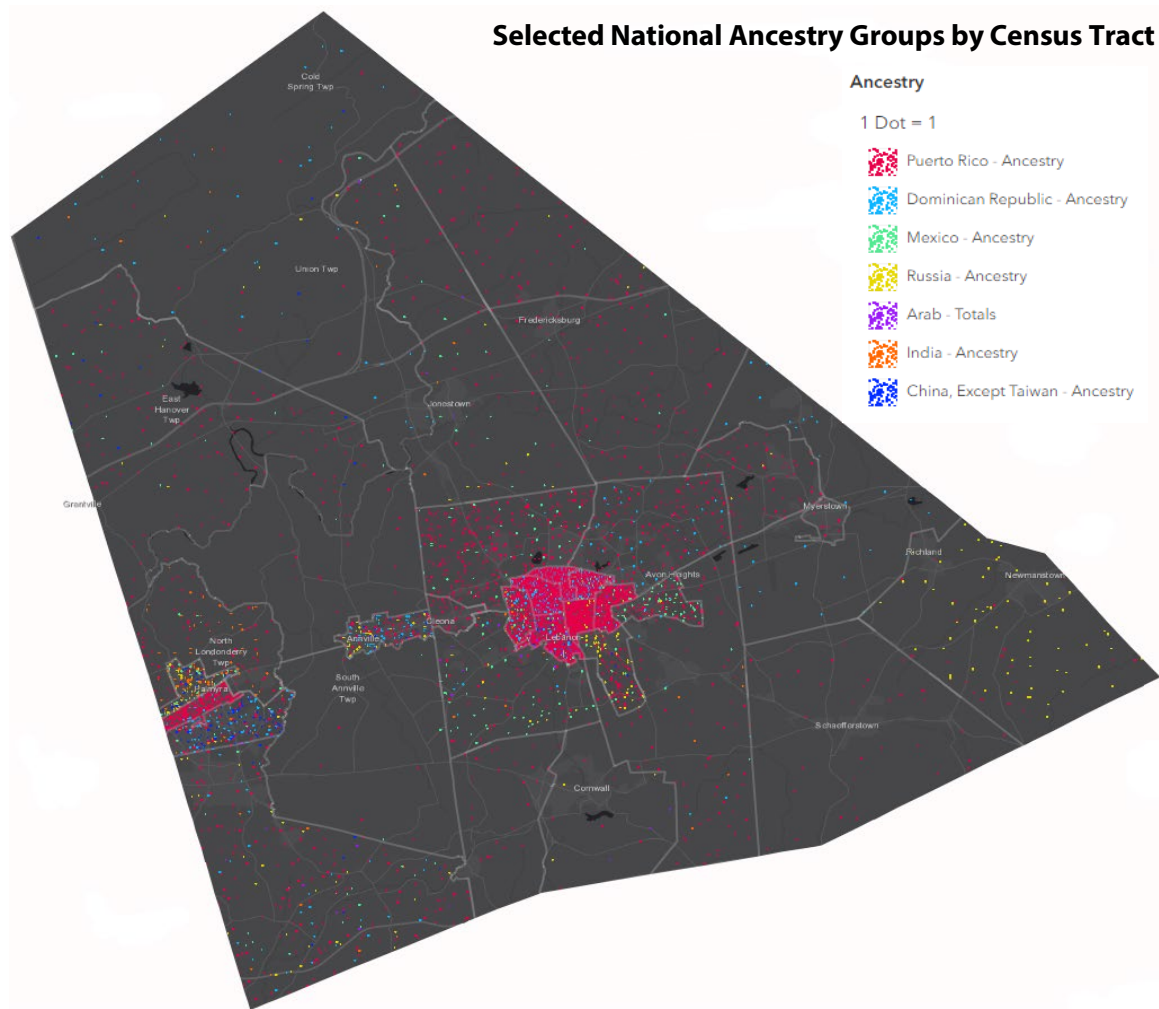 Selected National Ancestry Groups by Census Tract
Ancestry
1 Dot = 1
Puerto Rico - Ancestry
Dominican Republic - Ancestry
Mexico - Ancestry
Russia - Ancestry
Arab - Totals
India - Ancestry
China, Except Taiwan - Ancestry
Cold
Spring Twp
Union Twp
Fredericksburg
East
Hanover
Twp
Jonestown
Grantville
Myerstown
Richland
Newmanstown
Avon Heights
Cleona
Annville
Lebanon
North
Londonderry
Twp
Palmyra
South
Annville
Twp
Schaefferstown
Cornwall